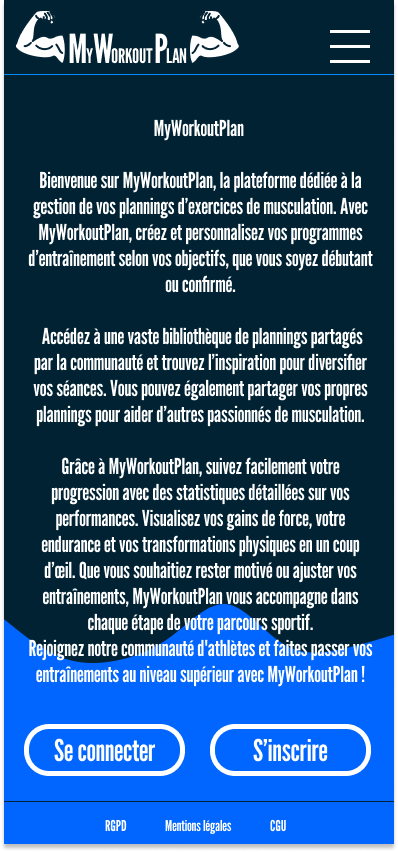 MyWorkout Plan
MyWorkoutPlan
Bienvenue sur MyWorkoutPlan, la plateforme dédiée à la
gestion de vos plannings d’exercices de musculation. Avec
MyWorkoutPlan, créez et personnalisez vos programmes
d’entraînement selon vos objectifs, que vous soyez débutant
ou confirmé.
Accédez à une vaste bibliothèque de plannings partagés
par la communauté et trouvez l’inspiration pour diversifier
vos séances. Vous pouvez également partager vos propres
plannings pour aider d’autres passionnés de musculation.
Grâce à MyWorkoutPlan, suivez facilement votre
progression avec des statistiques détaillées sur vos
performances. Visualisez vos gains de force, votre
endurance et vos transformations physiques en un coup
d’œil. Que vous souhaitiez rester motivé ou ajuster vos
entraînements, MyWorkoutPlan vous accompagne dans
chaque étape de votre parcours sportif.
Rejoignez notre communauté d'athlètes et faites passer vos
entraînements au niveau supérieur avec MyWorkoutPlan !
Se connecter
S’inscrire
RGPD
Mentions légales
CGU